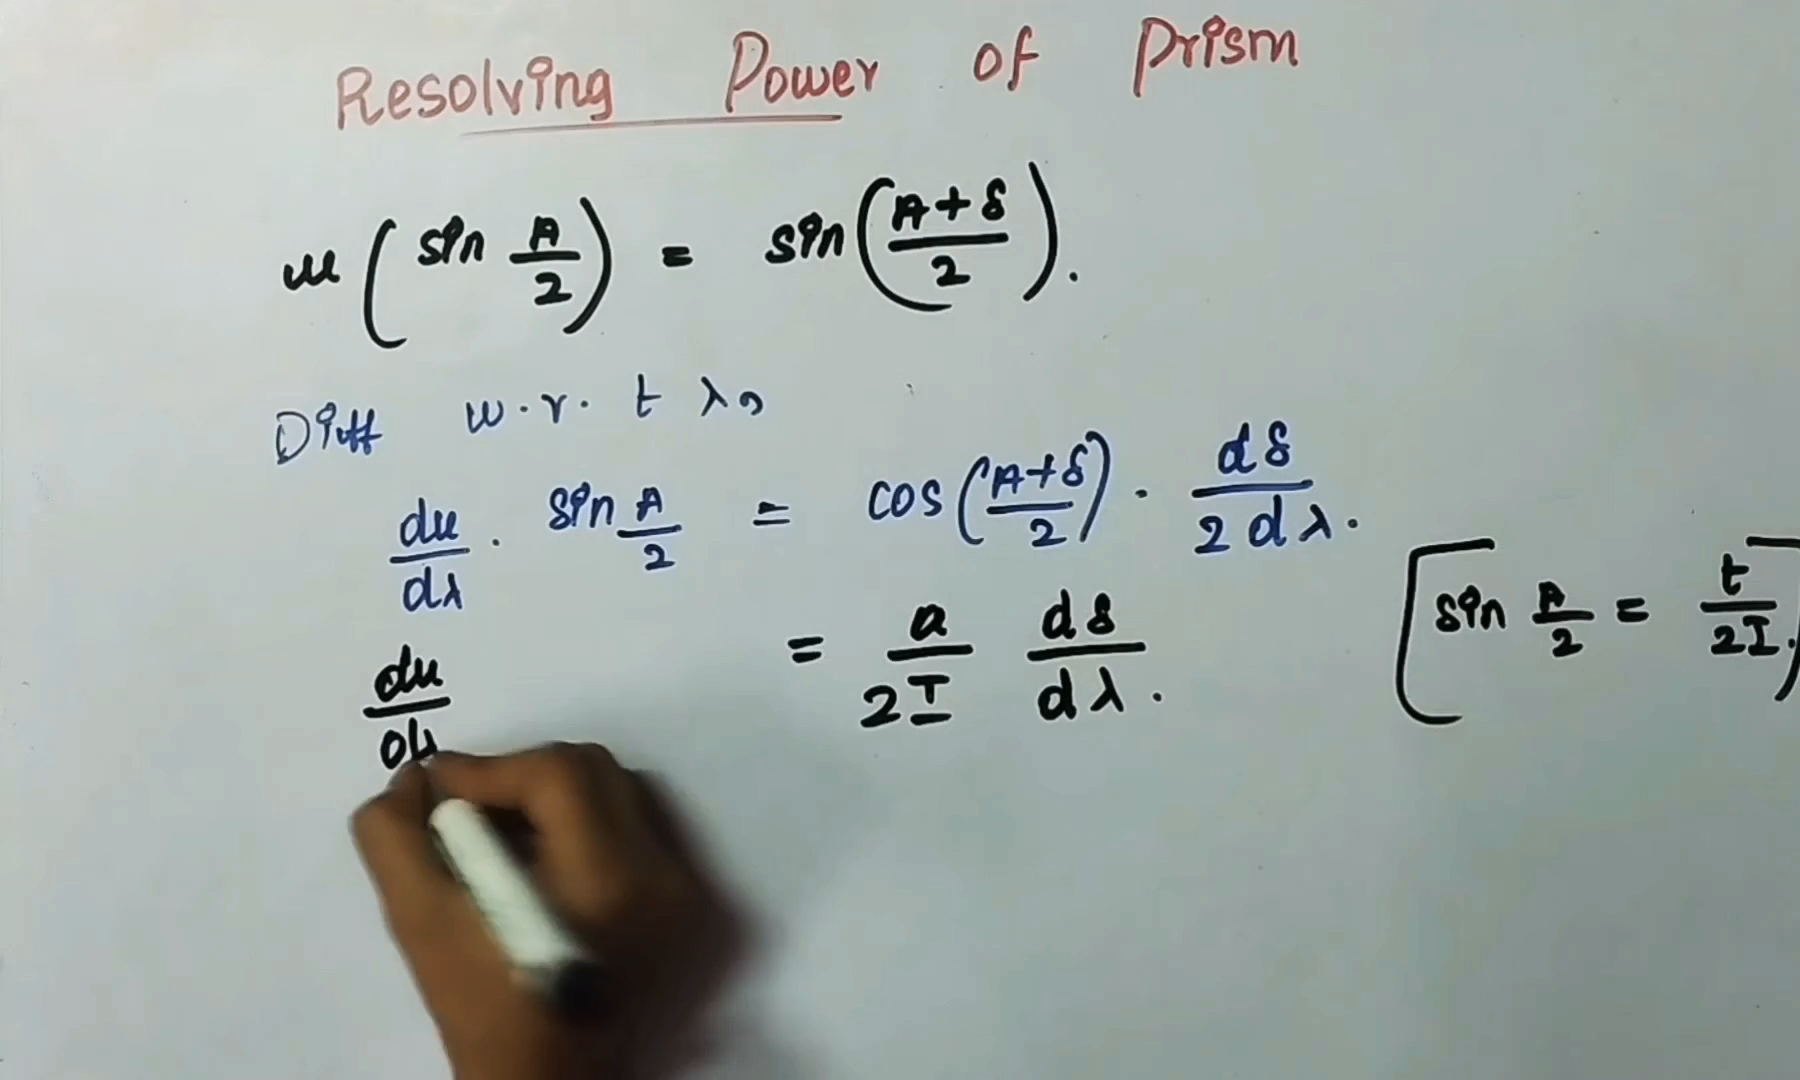 Resolving Power of Prism
μ (sin A/2) = sin (A+δ/2).
Diff w.r.t λ,
dμ/dλ . sin A/2 = cos (A+δ/2) . dδ/2dλ.
[sin A/2 = t/2I.]
= a/2I dδ/dλ.
dμ/dλ